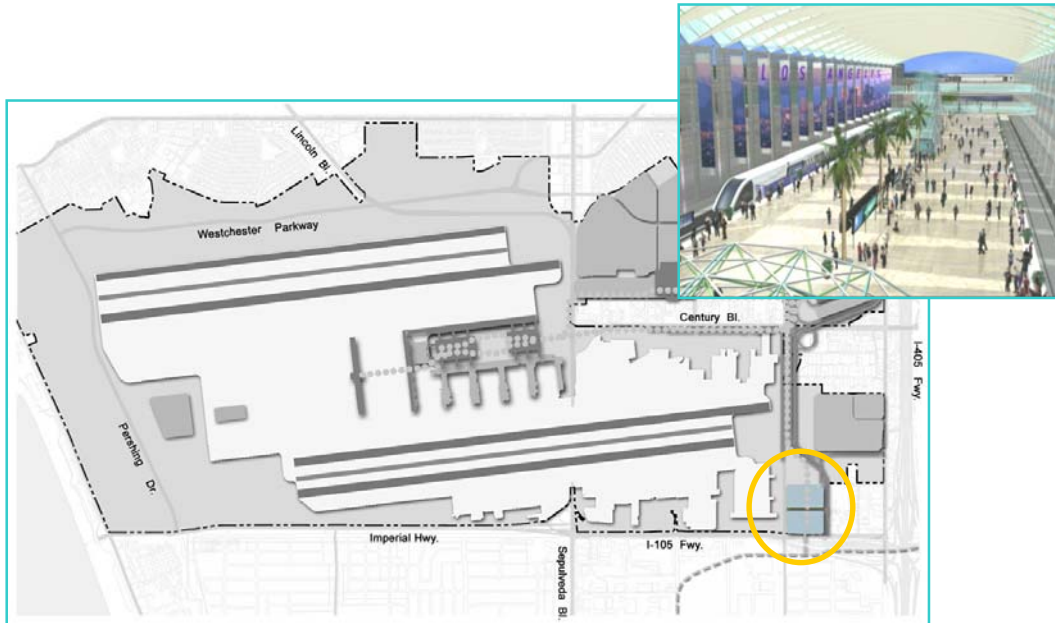 LOS ANGELES
Lincoln Bl.
Westchester Parkway
Century Bl.
I-405 Fwy.
Pershing Dr.
Imperial Hwy.
I-105 Fwy.
Sepulveda Bl.